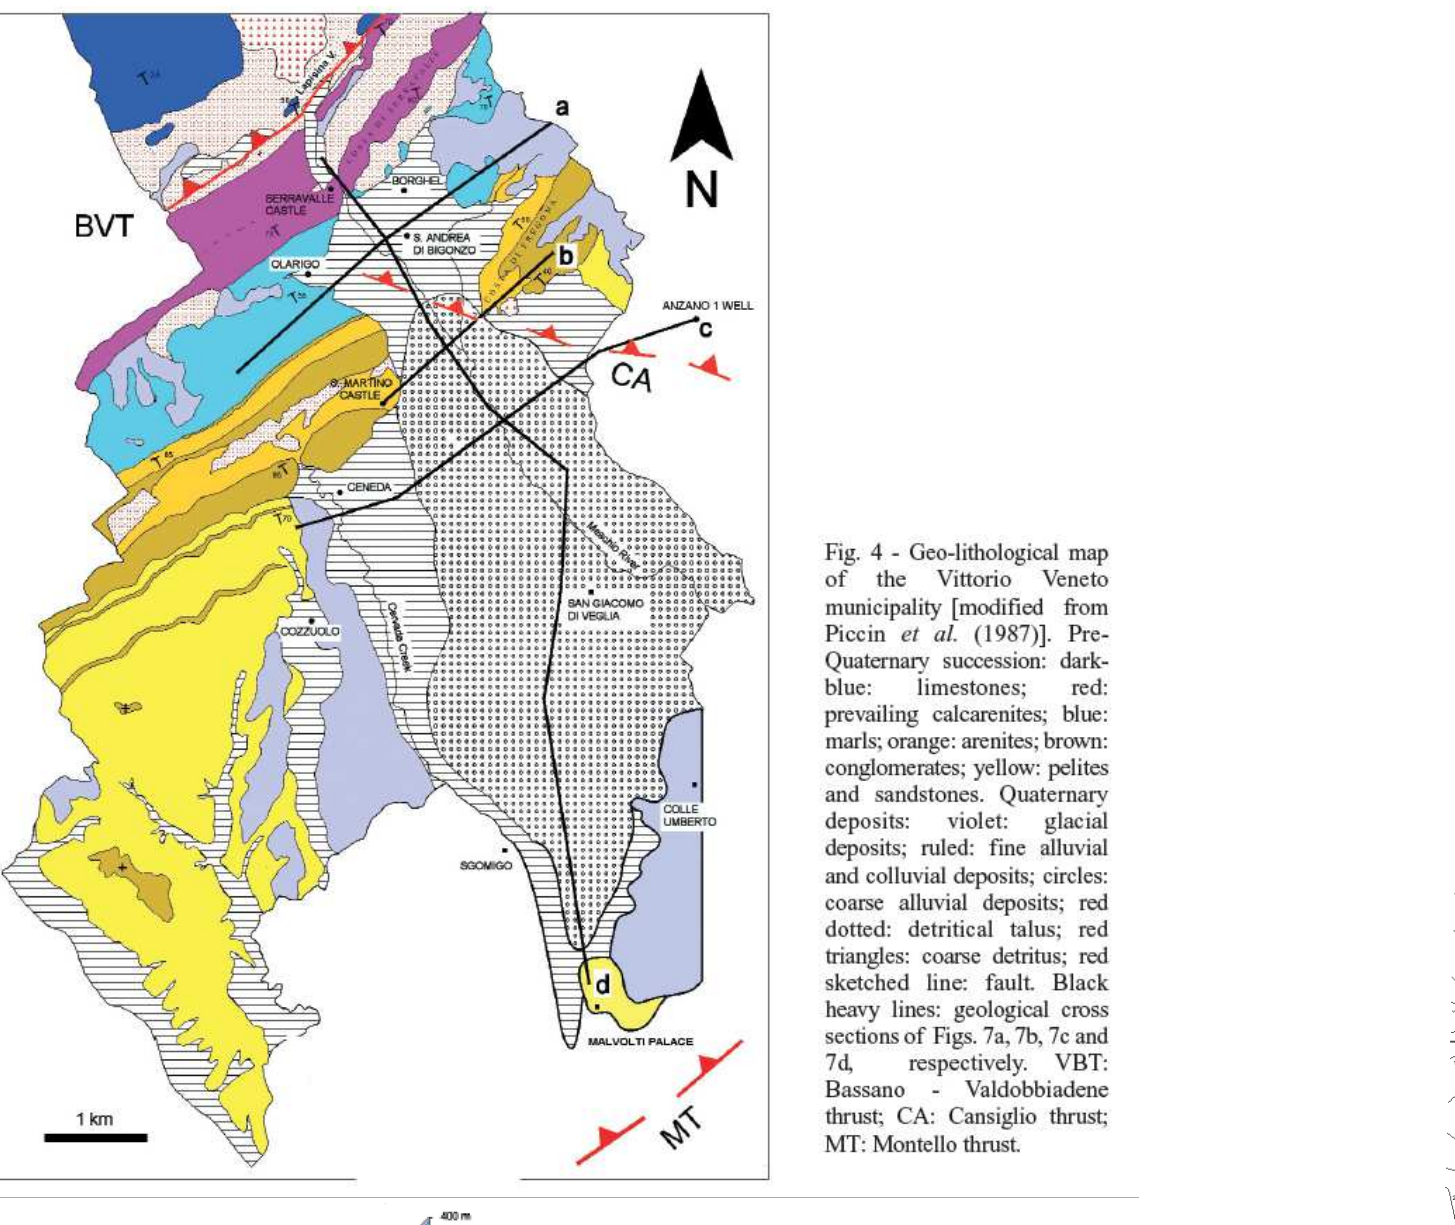 a
Lapisina V.
N
BORGHEL
SERRAVALLE
CASTLE
BVT
S. ANDREA
DI BIGONZO
b
OLARIGO
ANZANO 1 WELL
c
CA
S. MARTINO
CASTLE
CENEDA
Meschio River
SAN GIACOMO
DI VEGLIA
COZZUOLO
Cervada Creek
COLLE
UMBERTO
SGOMIGO
d
MALVOLTI PALACE
MT
1 km
400 m
Fig. 4 - Geo-lithological map
of the Vittorio Veneto
municipality [modified from
Piccin et al. (1987)]. Pre-
Quaternary succession: dark-
blue: limestones; red:
prevailing calcarenites; blue:
marls; orange: arenites; brown:
conglomerates; yellow: pelites
and sandstones. Quaternary
deposits: violet: glacial
deposits; ruled: fine alluvial
and colluvial deposits; circles:
coarse alluvial deposits; red
dotted: detritical talus; red
triangles: coarse detritus; red
sketched line: fault. Black
heavy lines: geological cross
sections of Figs. 7a, 7b, 7c and
7d, respectively. VBT:
Bassano - Valdobbiadene
thrust; CA: Cansiglio thrust;
MT: Montello thrust.